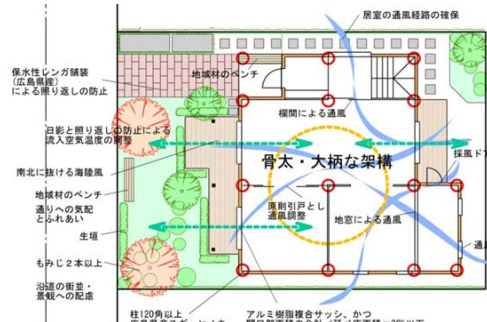 居室の通風経路の確保
保水性レンガ舗装
(広島県産)
による照り返しの防止
地域材のベンチ
欄間による通風
日影と照り返しの防止による
流入空気温度の調整
骨太・大柄な架構
採風ド
南北に抜ける海陸風
地域材のベンチ
通りへの気配
とふれあい
原則引戸とし
通風調整
地窓による通風
生垣
通
もみじ2本以上
沿道の街並・
景観への配慮
柱120角以上
アルミ樹脂複合サッシ、かつ